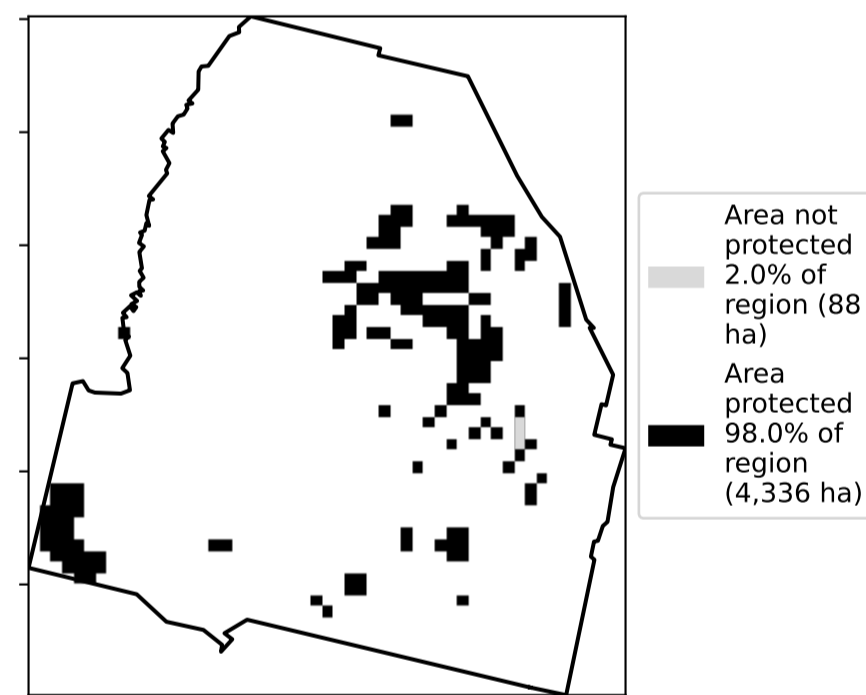 Area not
protected
2.0% of
region (88
ha)
Area
protected
98.0% of
region
(4,336 ha)